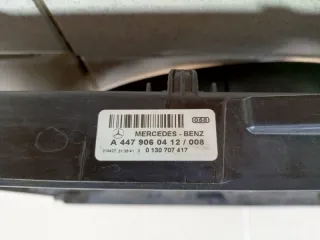 MERCEDES - BENZ
A 447 906 04 12 / 008
0 130 707 417